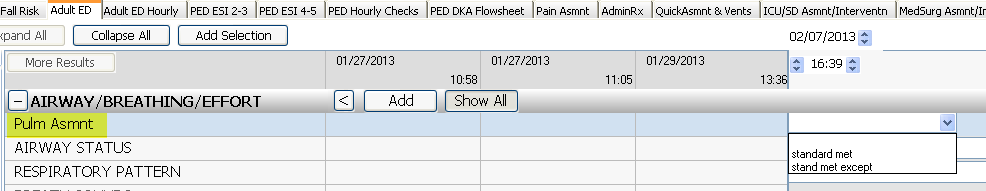 Fall Risk Adult ED Adult ED Hourly PED ESI 2-3 PED ESI 4-5 PED Hourly Checks PED DKA Flowsheet Pain Asmnt AdminRx QuickAsmnt & Vents ICU/SD Asmnt/Interventn MedSurg Asmnt/In
xpand All Collapse All Add Selection 02/07/2013
More Results 01/27/2013 01/27/2013 01/29/2013 16:39
10:58 11:05 13:36
− AIRWAY/BREATHING/EFFORT < Add Show All
Pulm Asmnt
AIRWAY STATUS standard met
RESPIRATORY PATTERN stand met except